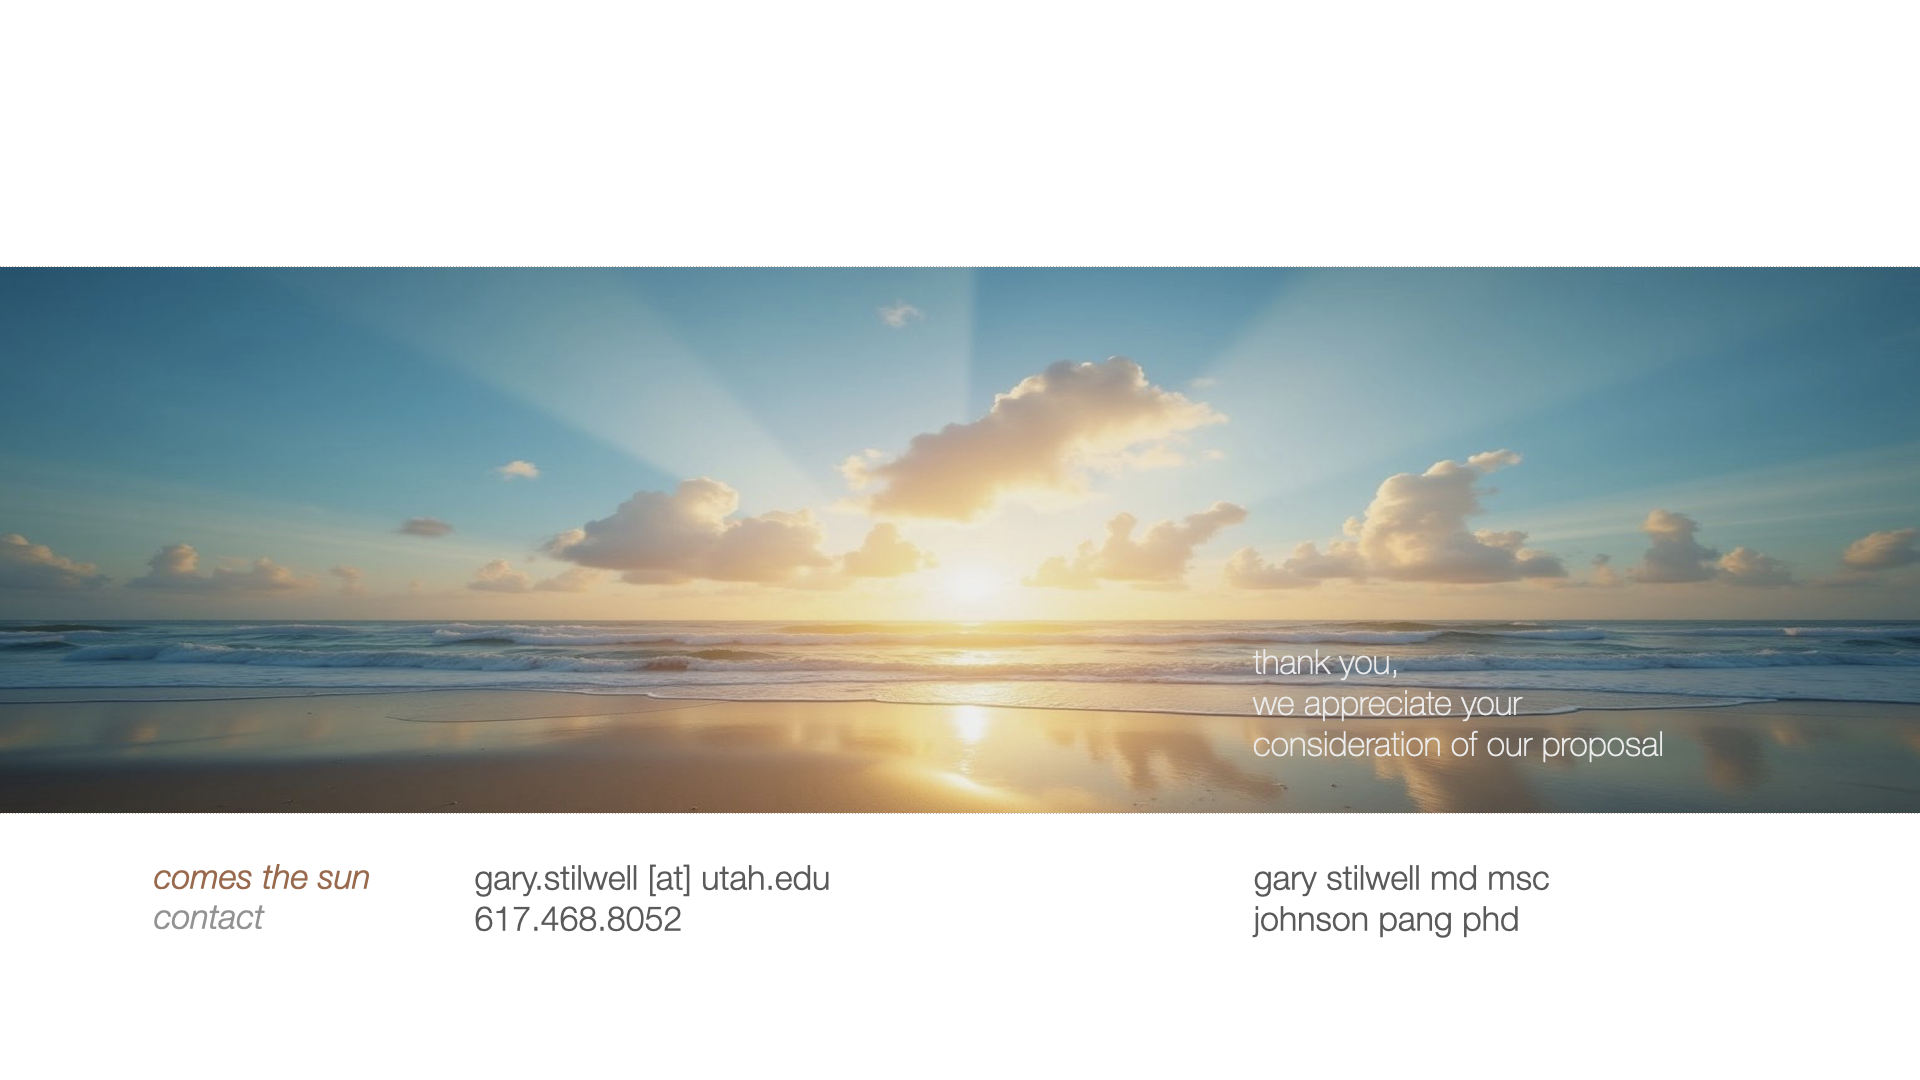 thank you,
we appreciate your
consideration of our proposal
comes the sun
contact
gary.stilwell [at] utah.edu
617.468.8052
gary stilwell md msc
johnson pang phd